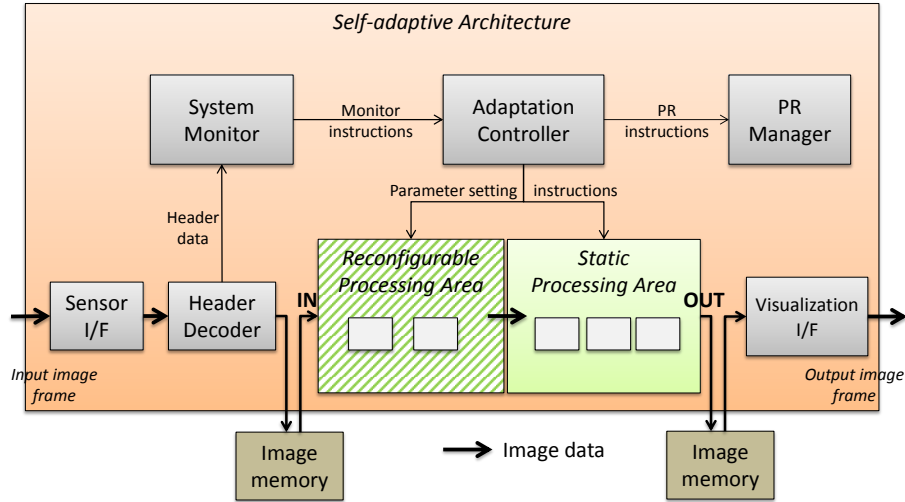 Self-adaptive Architecture
System
Monitor
Monitor
instructions
Adaptation
Controller
PR
instructions
PR
Manager
Parameter setting instructions
Header
data
Reconfigurable
Processing Area
Static
Processing Area
Sensor
I/F
Header
Decoder
IN
OUT
Visualization
I/F
Input image
frame
Output image
frame
Image
memory
Image data
Image
memory